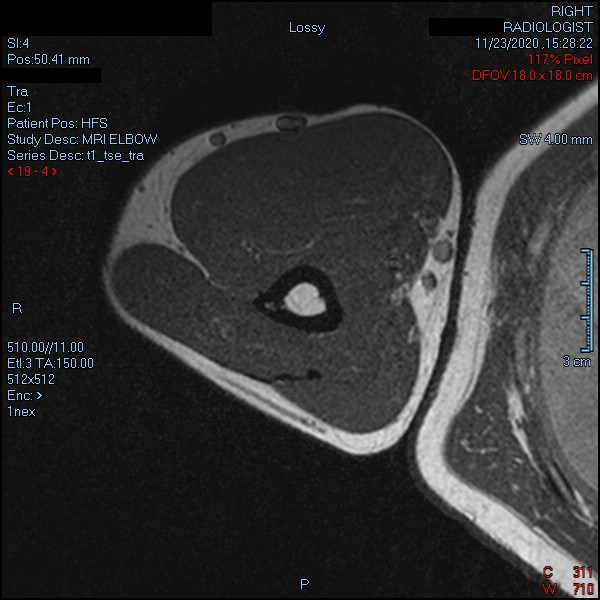 RIGHT
RADIOLOGIST
11/23/2020 ,15:28:22
117% Pixel
DFOV 18.0 x 18.0 cm
Lossy
SI:4
Pos:50.41 mm
Tra
Ec:1
Patient Pos: HFS
Study Desc: MRI ELBOW
Series Desc: t1_tse_tra
< 19 - 4 >
SW 4.00 mm
R
3 cm
510.00//11.00
Etl:3 TA:150.00
512x512
Enc: >
1nex
P
C 311
W 710